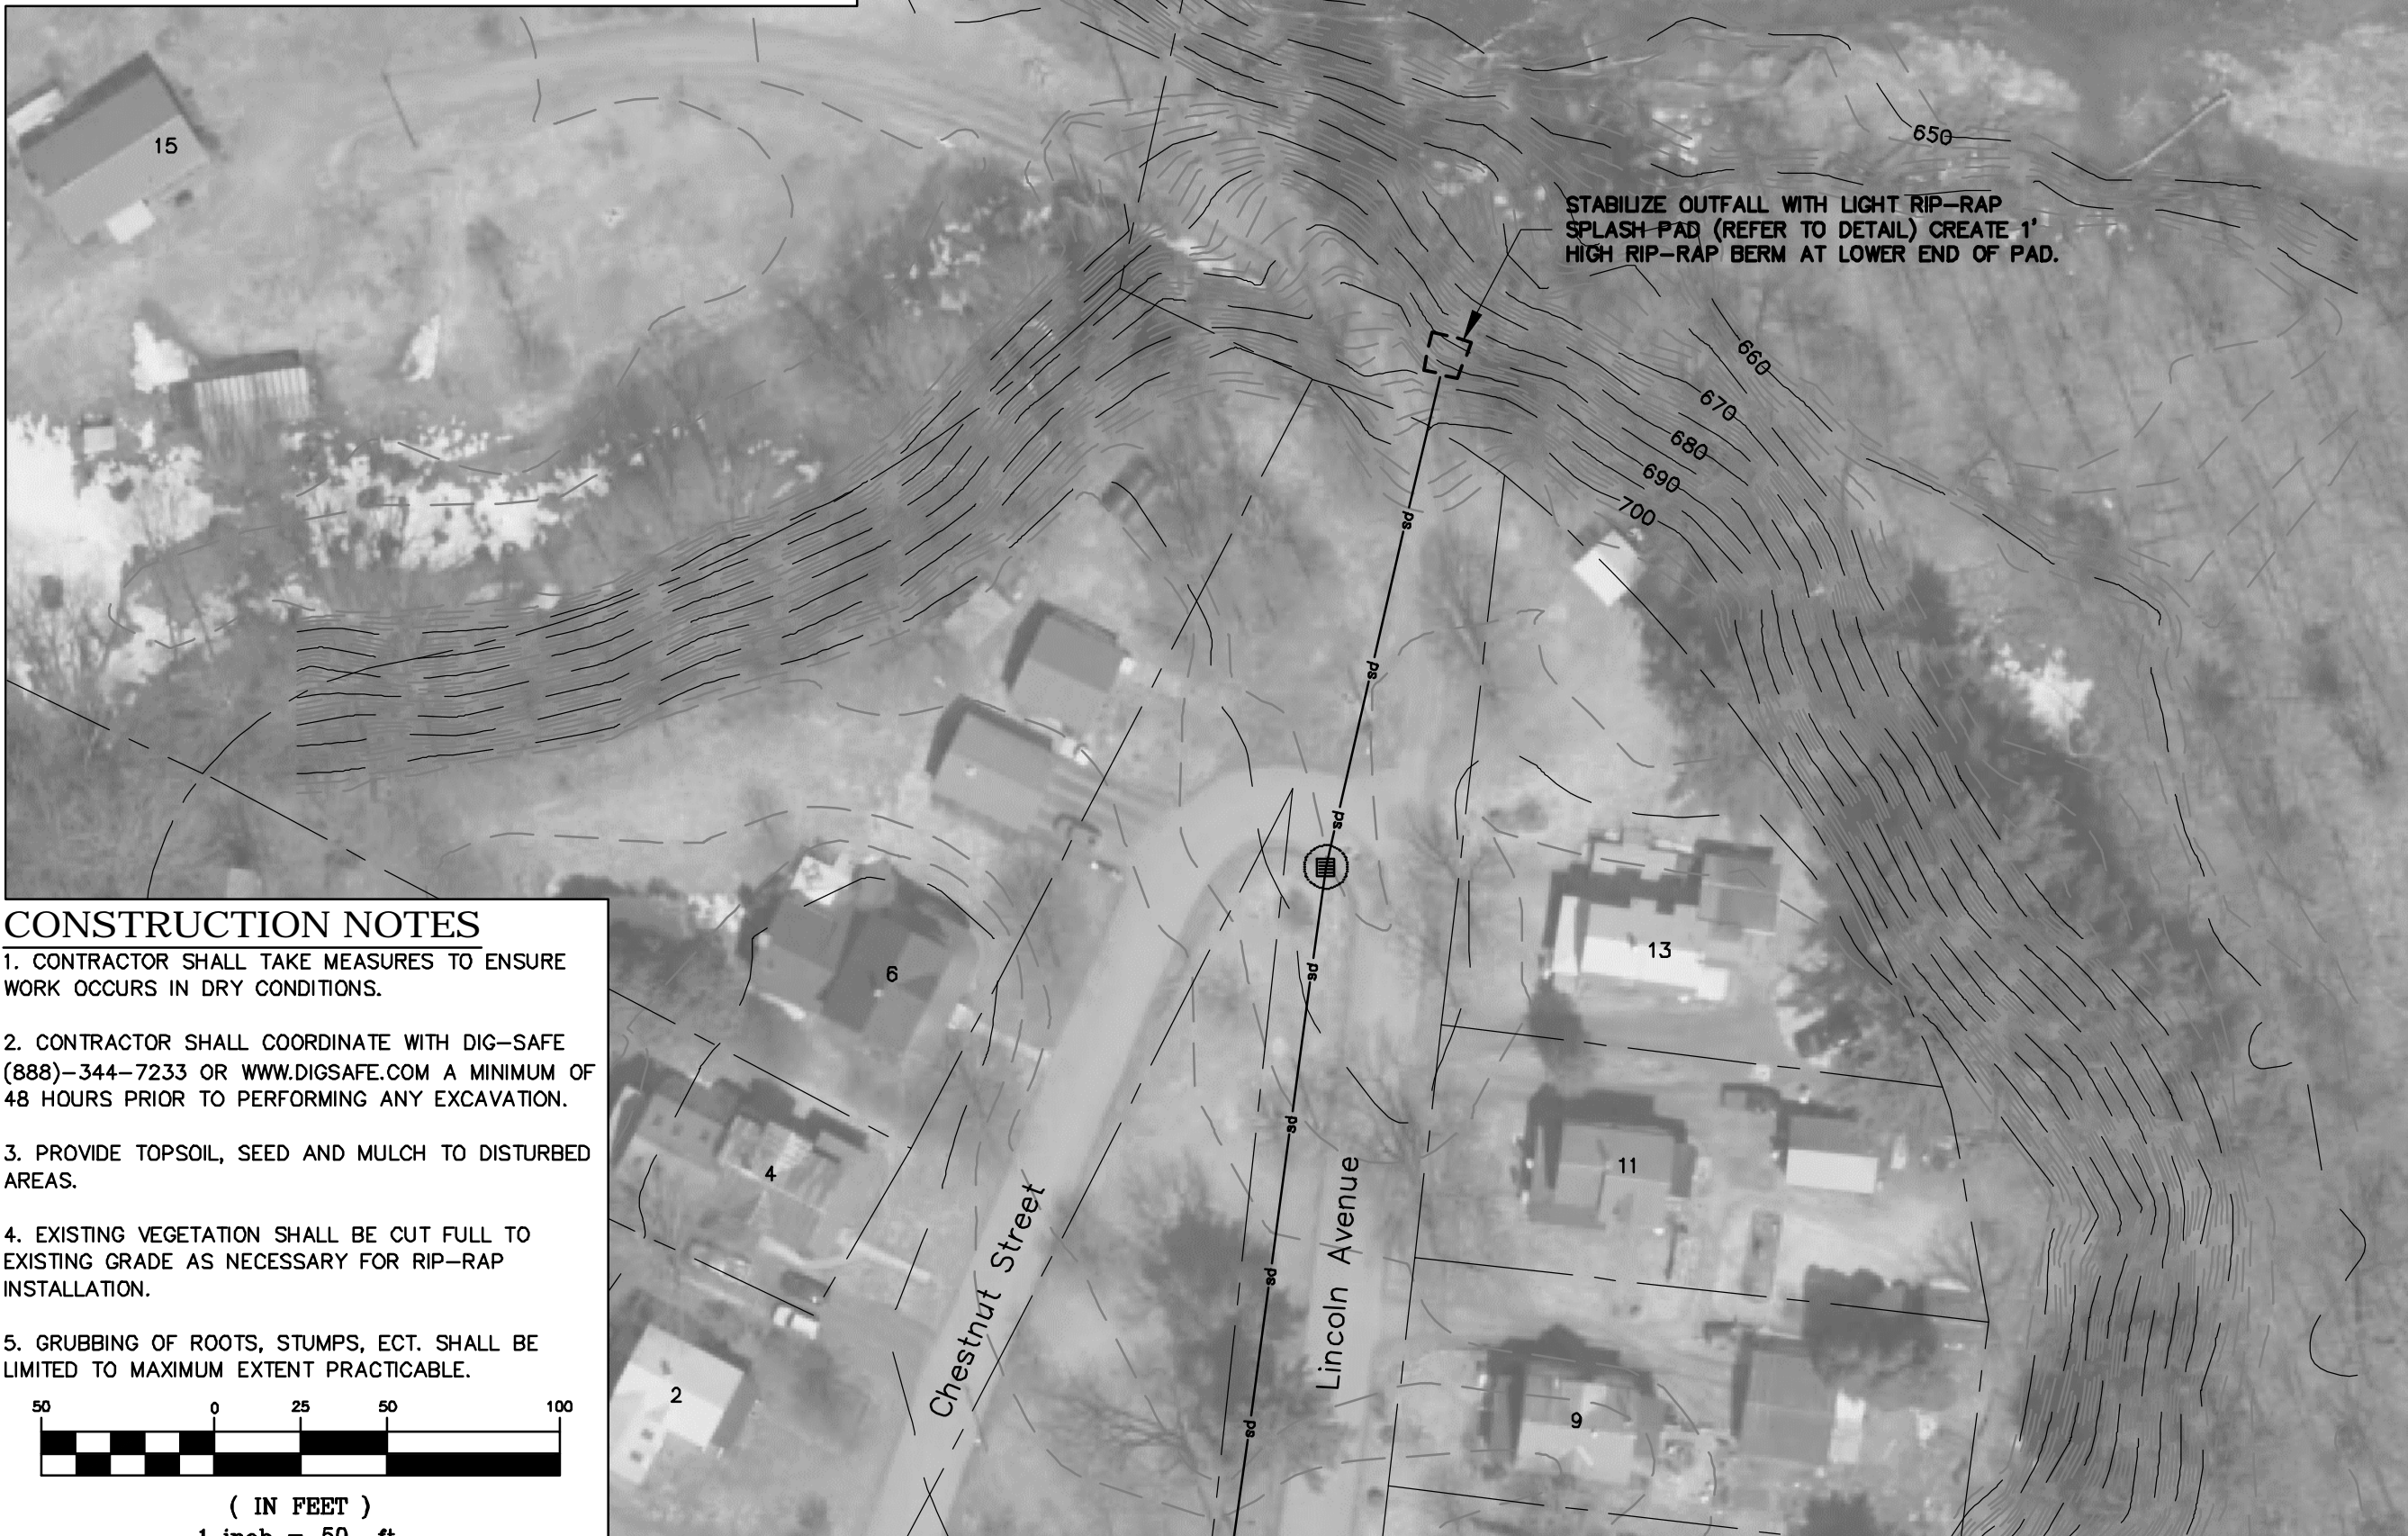 15
650
STABILIZE OUTFALL WITH LIGHT RIP-RAP
SPLASH PAD (REFER TO DETAIL) CREATE 1'
HIGH RIP-RAP BERM AT LOWER END OF PAD.
660
670
680
690
700
sd
sd
sd
sd
sd
sd
sd
13
6
11
4
9
2
Chestnut Street
Lincoln Avenue
CONSTRUCTION NOTES
1. CONTRACTOR SHALL TAKE MEASURES TO ENSURE
WORK OCCURS IN DRY CONDITIONS.
2. CONTRACTOR SHALL COORDINATE WITH DIG-SAFE
(888)-344-7233 OR WWW.DIGSAFE.COM A MINIMUM OF
48 HOURS PRIOR TO PERFORMING ANY EXCAVATION.
3. PROVIDE TOPSOIL, SEED AND MULCH TO DISTURBED
AREAS.
4. EXISTING VEGETATION SHALL BE CUT FULL TO
EXISTING GRADE AS NECESSARY FOR RIP-RAP
INSTALLATION.
5. GRUBBING OF ROOTS, STUMPS, ECT. SHALL BE
LIMITED TO MAXIMUM EXTENT PRACTICABLE.
50 0 25 50 100
( IN FEET )
1 inch = 50 ft.